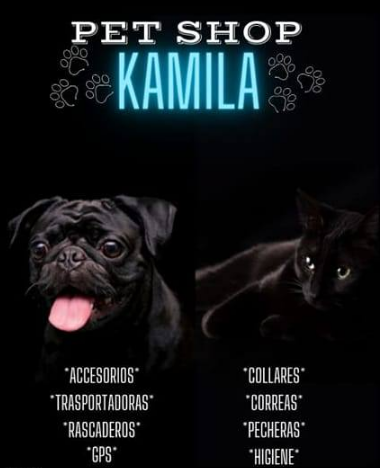 PET SHOP
KAMILA
*ACCESORIOS*
*TRASPORTADORAS*
*RASCADEROS*
*GPS*
*COLLARES*
*CORREAS*
*PECHERAS*
*HIGIENE*